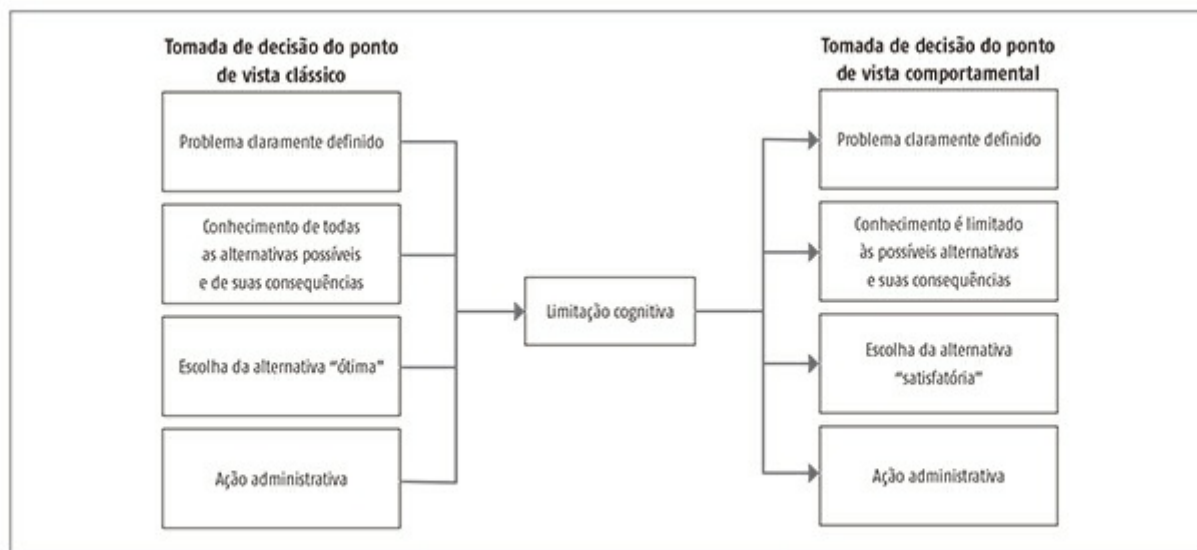 Tomada de decisão do ponto
de vista clássico
Problema claramente definido
Conhecimento de todas
as alternativas possíveis
e de suas consequências
Escolha da alternativa “ótima”
Ação administrativa
Limitação cognitiva
Tomada de decisão do ponto
de vista comportamental
Problema claramente definido
Conhecimento é limitado
às possíveis alternativas
e suas consequências
Escolha da alternativa
“satisfatória”
Ação administrativa